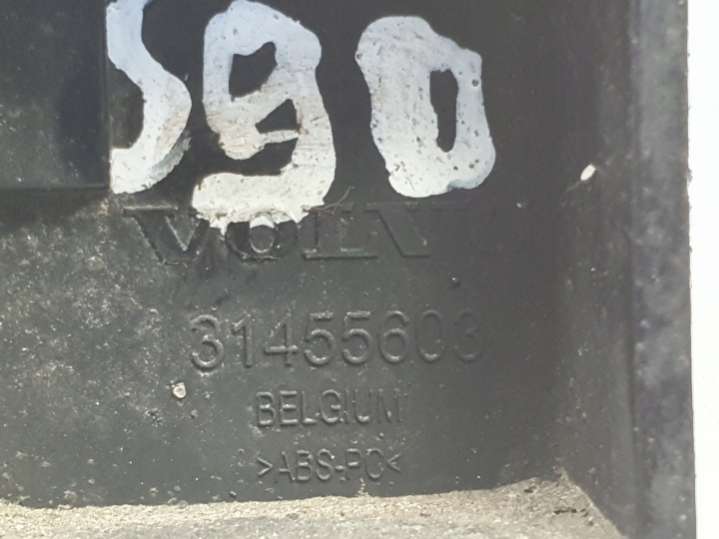 S90
VOLVO
31455603
BELGIUM
>ABS-PC<